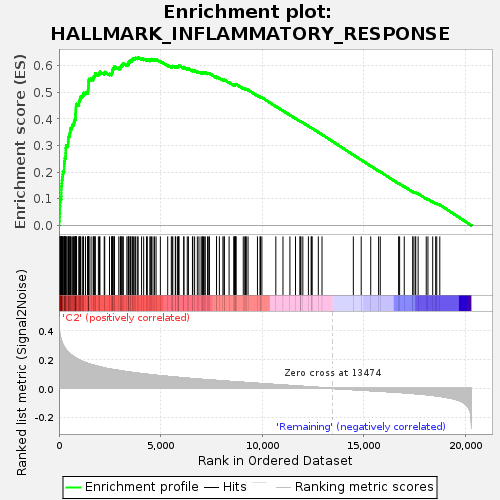 Enrichment plot:
HALLMARK_INFLAMMATORY_RESPONSE
Enrichment score (ES)
0.6
0.5
0.4
0.3
0.2
0.1
0.0
'C2' (positively correlated)
Ranked list metric (Signal2Noise)
0.4
0.2
0.0
-0.2
Zero cross at 13474
'Remaining' (negatively correlated)
0
5,000
10,000
15,000
20,000
Rank in Ordered Dataset
Enrichment profile
Hits
Ranking metric scores